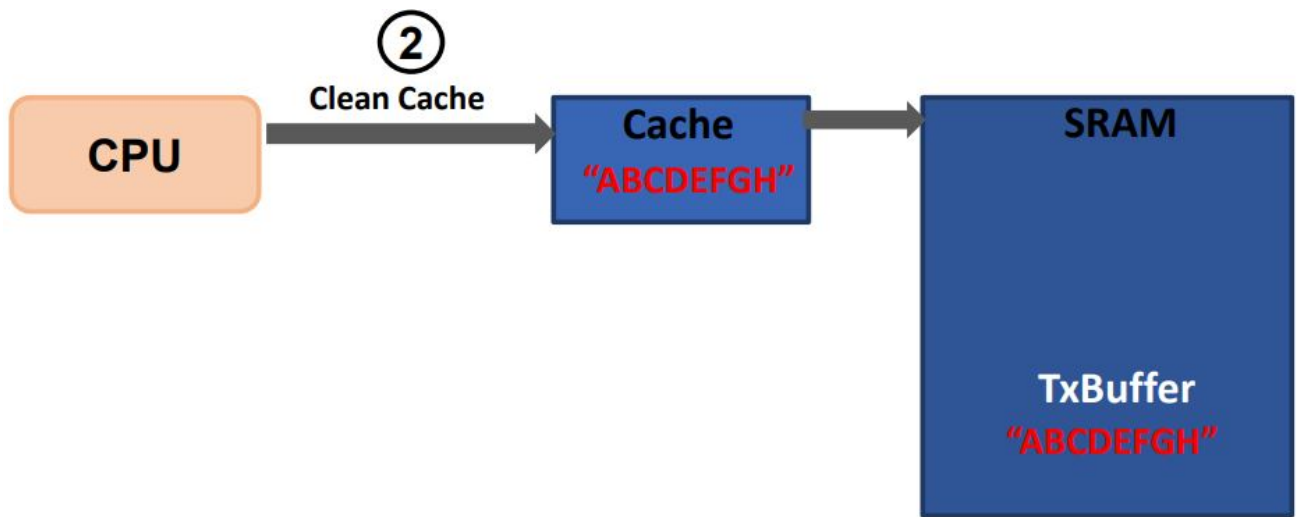 2
Clean Cache
CPU
Cache
“ABCDEFGH”
SRAM
TxBuffer
“ABCDEFGH”